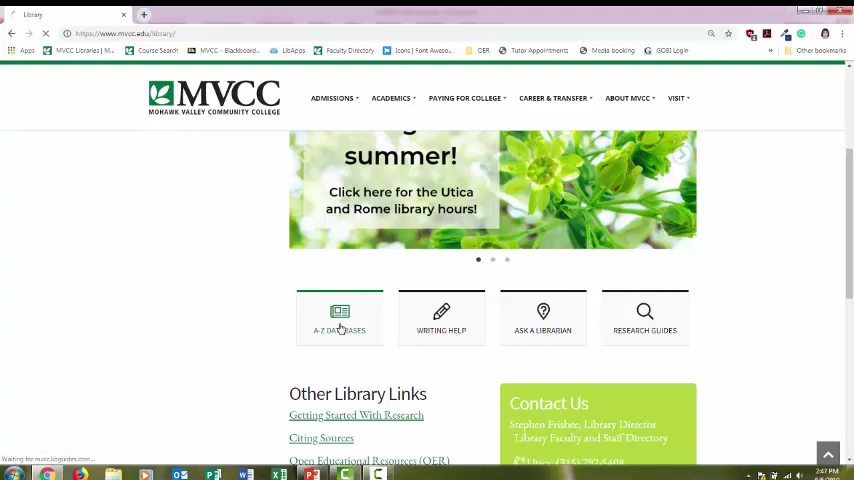 Library
https://www.mvcc.edu/library/
Apps
MVCC Libraries | M...
Course Search
MVCC – Blackboard...
LibApps
Faculty Directory
Icons | Font Aweso...
OER
Tutor Appointments
Media booking
GOBI Login
»
Other bookmarks
MVCC
MOHAWK VALLEY COMMUNITY COLLEGE
ADMISSIONS
ACADEMICS
PAYING FOR COLLEGE
CAREER & TRANSFER
ABOUT MVCC
VISIT
summer!
Click here for the Utica
and Rome library hours!
A-Z DATABASES
WRITING HELP
ASK A LIBRARIAN
RESEARCH GUIDES
Other Library Links
Getting Started With Research
Citing Sources
Open Educational Resources (OER)
Contact Us
Stephen Frisbee, Library Director
Library Faculty and Staff Directory
Utica: (315) 792-5408
Waiting for mvcc.libguides.com...
2:47 PM